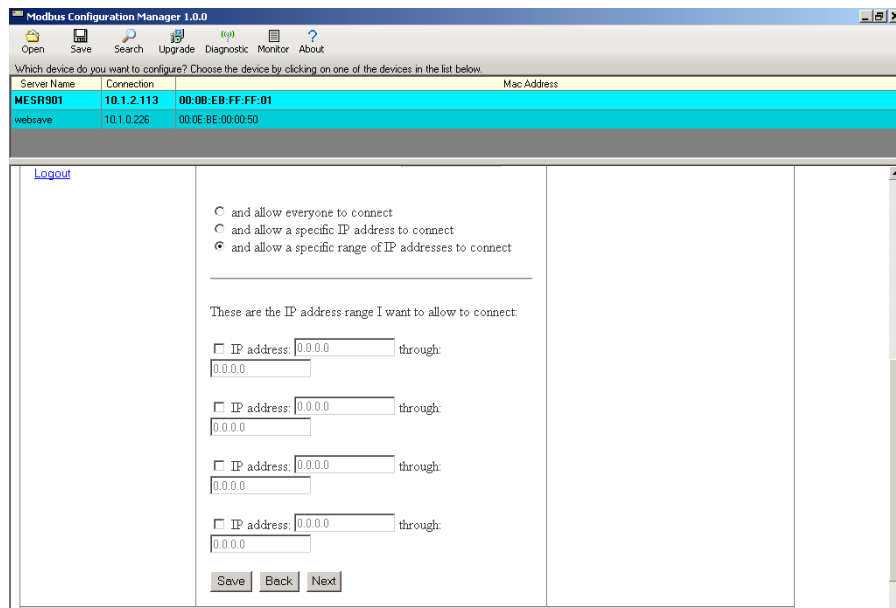 Modbus Configuration Manager 1.0.0
Open Save Search Upgrade Diagnostic Monitor About
Which device do you want to configure? Choose the device by clicking on one of the devices in the list below.
Server Name Connection Mac Address
MESR901 10.1.2.113 00:0B:EB:FF:FF:01
websave 10.1.0.226 00:0E:BE:00:00:50
Logout
and allow everyone to connect
and allow a specific IP address to connect
and allow a specific range of IP addresses to connect
These are the IP address range I want to allow to connect:
IP address: 0.0.0.0 through:
0.0.0.0
IP address: 0.0.0.0 through:
0.0.0.0
IP address: 0.0.0.0 through:
0.0.0.0
IP address: 0.0.0.0 through:
0.0.0.0
Save Back Next